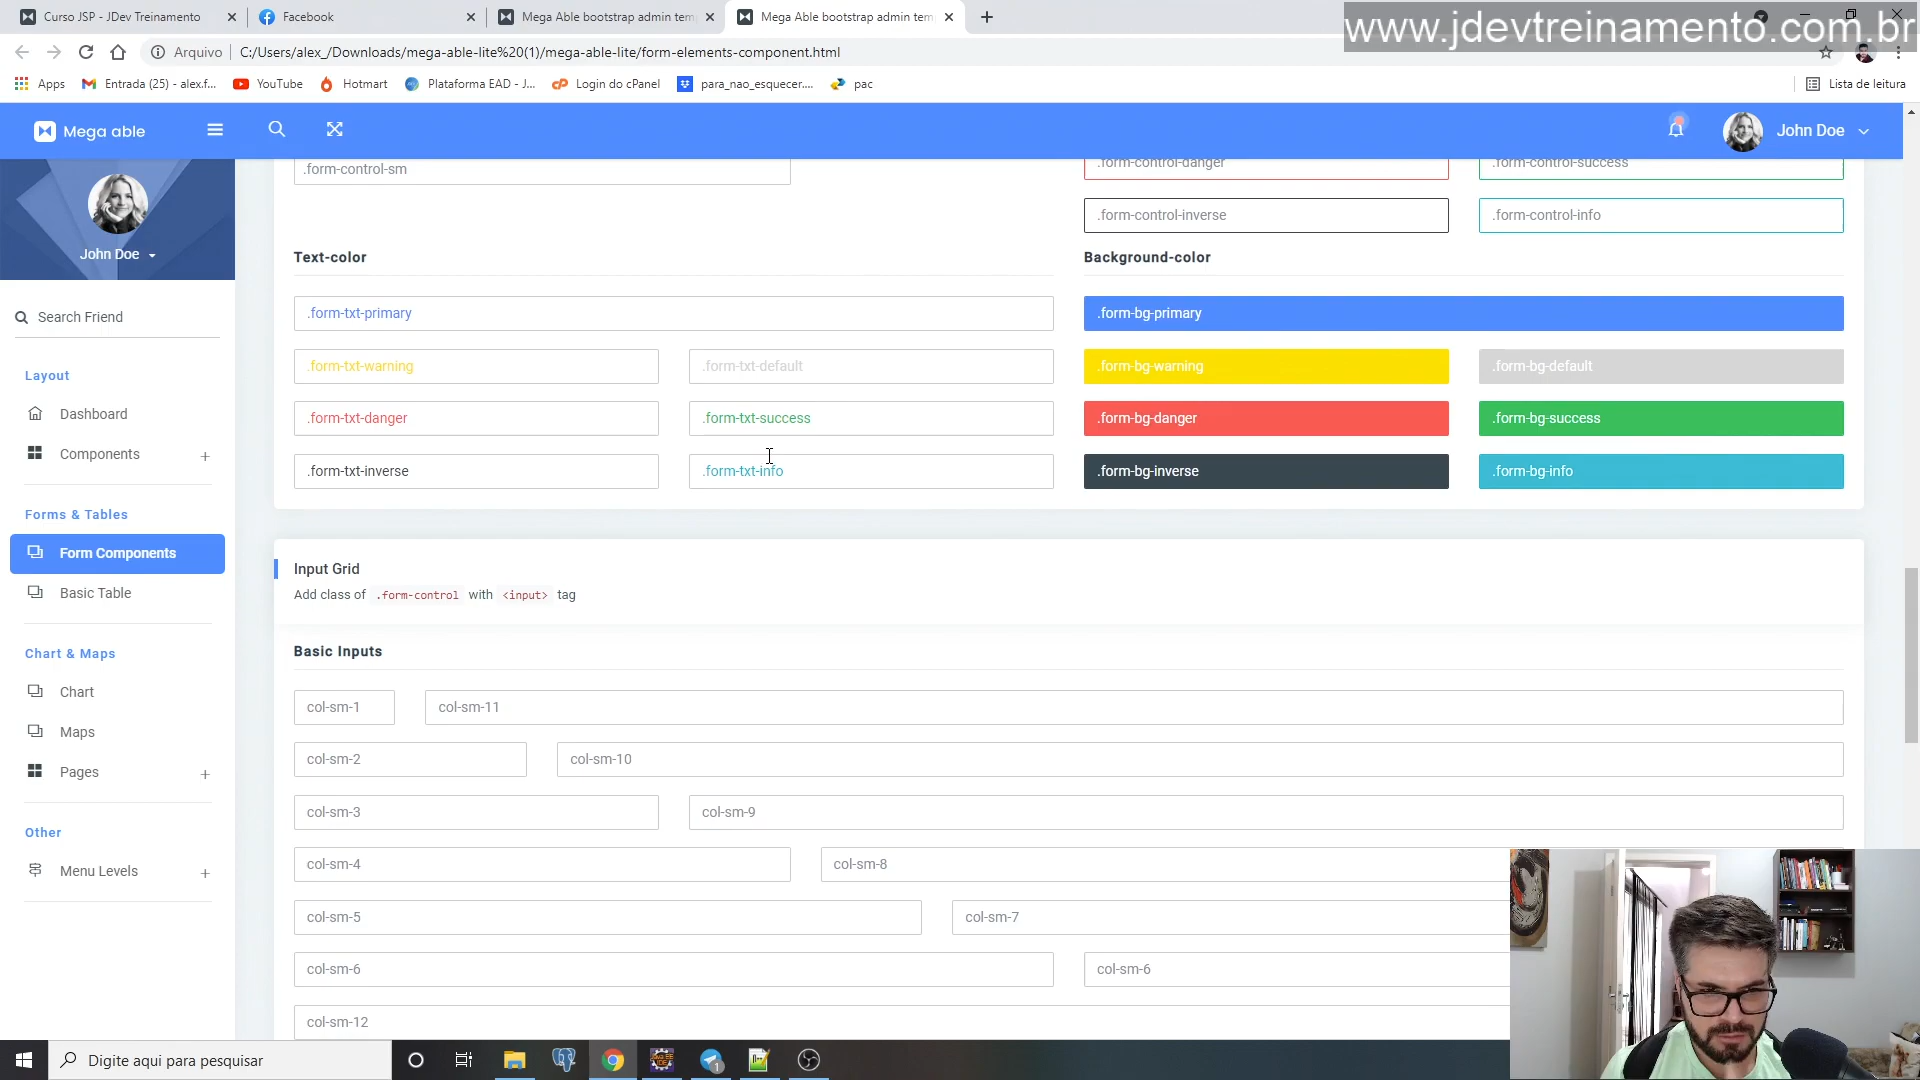 Curso JSP - JDev Treinamento
Facebook
Mega Able bootstrap admin tem
Mega Able bootstrap admin tem
www.jdevtreinamento.com.br
Arquivo
C:/Users/alex_/Downloads/mega-able-lite%20(1)/mega-able-lite/form-elements-component.html
Apps
Entrada (25) - alex.f...
YouTube
Hotmart
Plataforma EAD - J...
Login do cPanel
para_nao_esquecer....
pac
Lista de leitura
Mega able
John Doe
.form-control-sm
.form-control-danger
.form-control-success
.form-control-inverse
.form-control-info
John Doe
Text-color
Background-color
Search Friend
.form-txt-primary
.form-bg-primary
.form-txt-warning
.form-txt-default
.form-bg-warning
.form-bg-default
Layout
Dashboard
.form-txt-danger
.form-txt-success
.form-bg-danger
.form-bg-success
Components
.form-txt-inverse
.form-txt-info
.form-bg-inverse
.form-bg-info
Forms & Tables
Form Components
Basic Table
Input Grid
Add class of .form-control with <input> tag
Chart & Maps
Chart
Maps
Pages
Other
Menu Levels
Basic Inputs
col-sm-1
col-sm-11
col-sm-2
col-sm-10
col-sm-3
col-sm-9
col-sm-4
col-sm-8
col-sm-5
col-sm-7
col-sm-6
col-sm-6
col-sm-12
Digite aqui para pesquisar
1